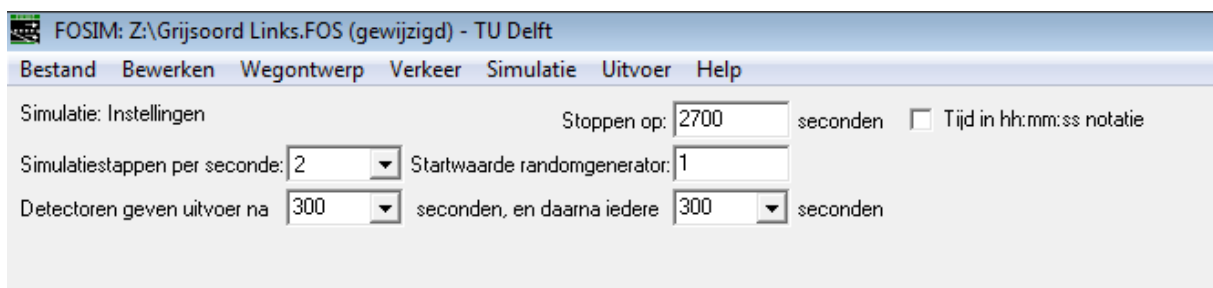 FOSIM: Z:\Grijsoord Links.FOS (gewijzigd) - TU Delft
Bestand Bewerken Wegontwerp Verkeer Simulatie Uitvoer Help
Simulatie: Instellingen Stoppen op: 2700 seconden Tijd in hh:mm:ss notatie
Simulatiestappen per seconde: 2 Startwaarde randomgenerator: 1
Detectoren geven uitvoer na 300 seconden, en daarna iedere 300 seconden